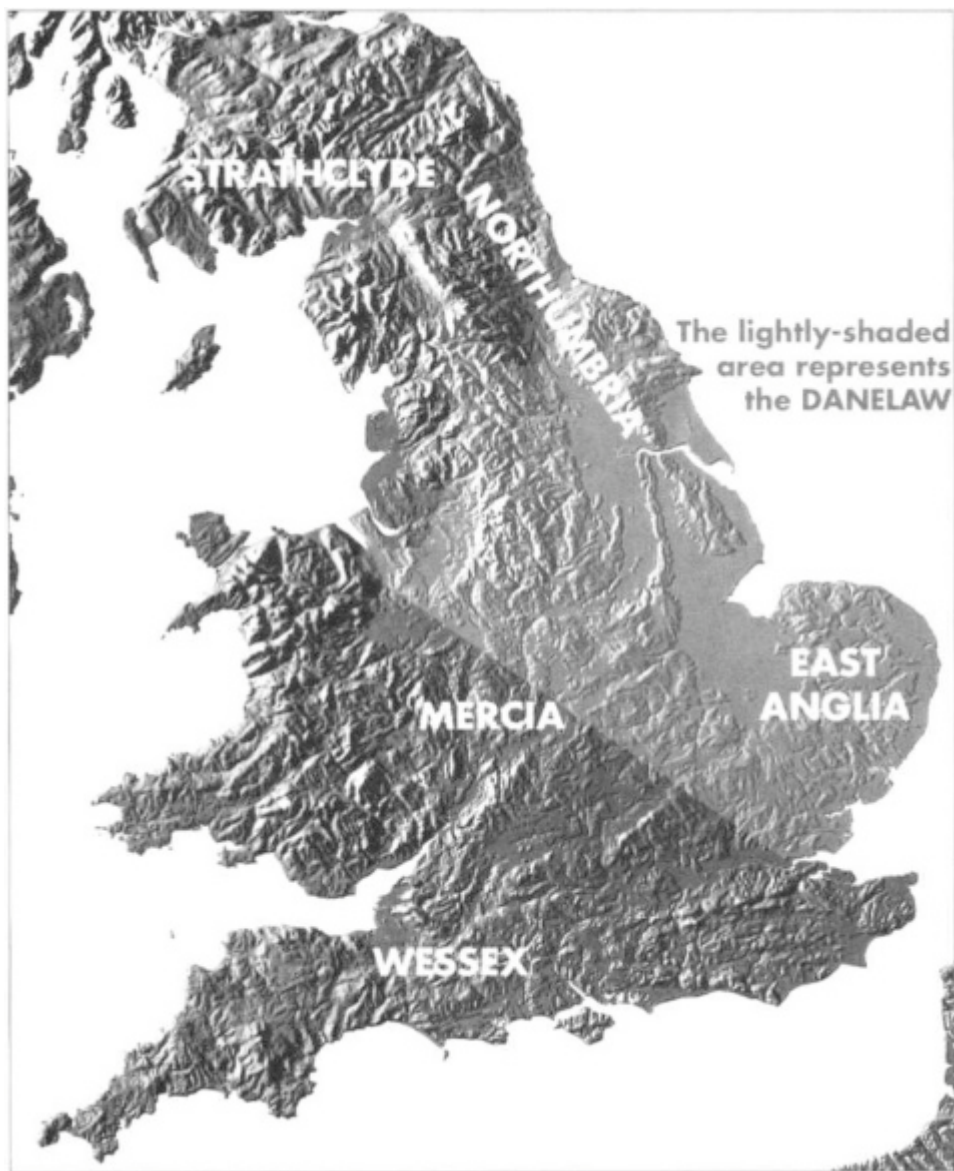 STRATHCLYDE
NORTHUMBRIA
The lightly-shaded
area represents
the DANELAW
EAST
ANGLIA
MERCIA
WESSEX